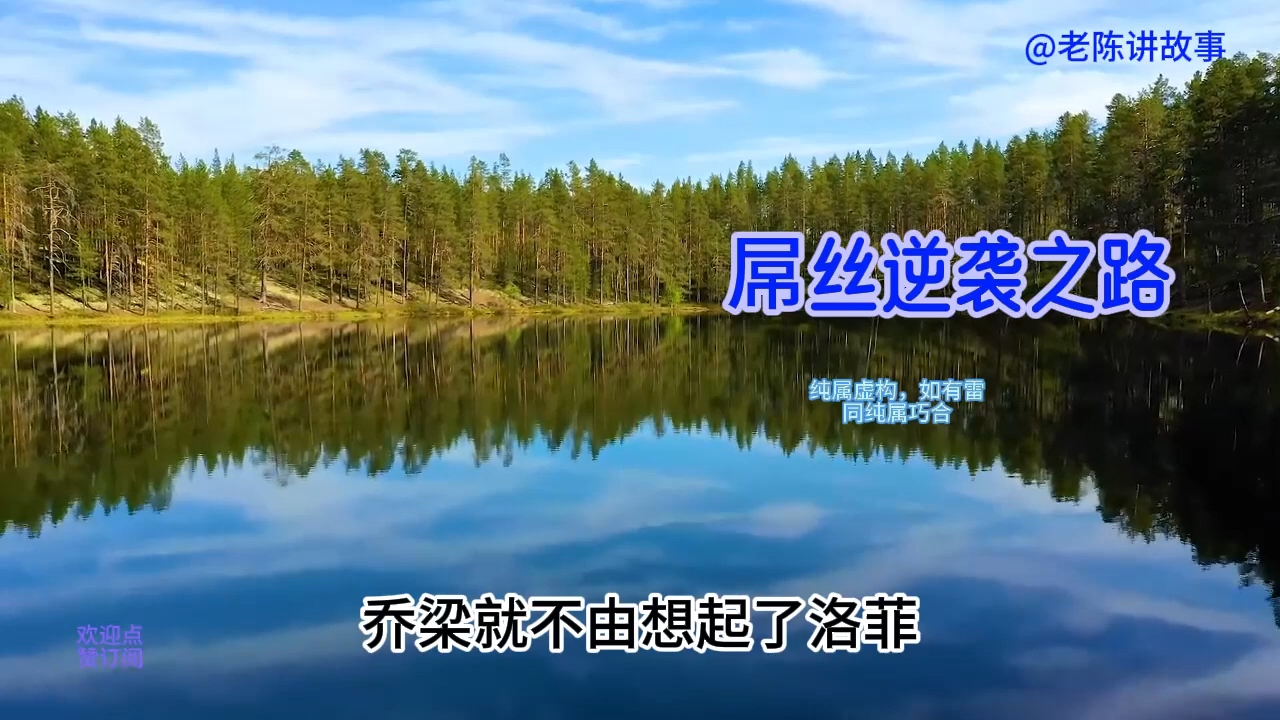 @老陈讲故事
屌丝逆袭之路
纯属虚构，如有雷
同纯属巧合
乔梁就不由想起了洛菲
欢迎点
赞订阅